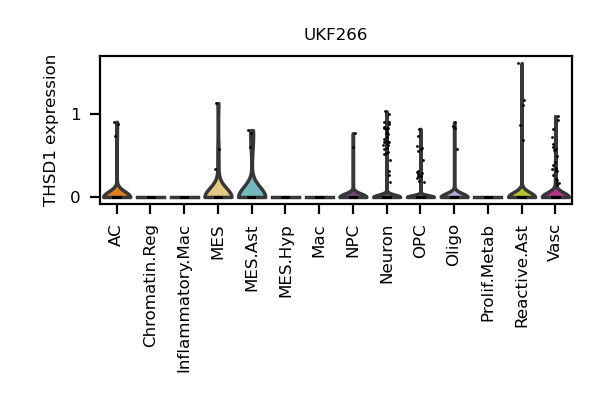 UKF266
THSD1 expression
1
0
AC
Chromatin.Reg
Inflammatory.Mac
MES
MES.Ast
MES.Hyp
Mac
NPC
Neuron
OPC
Oligo
Prolif.Metab
Reactive.Ast
Vasc